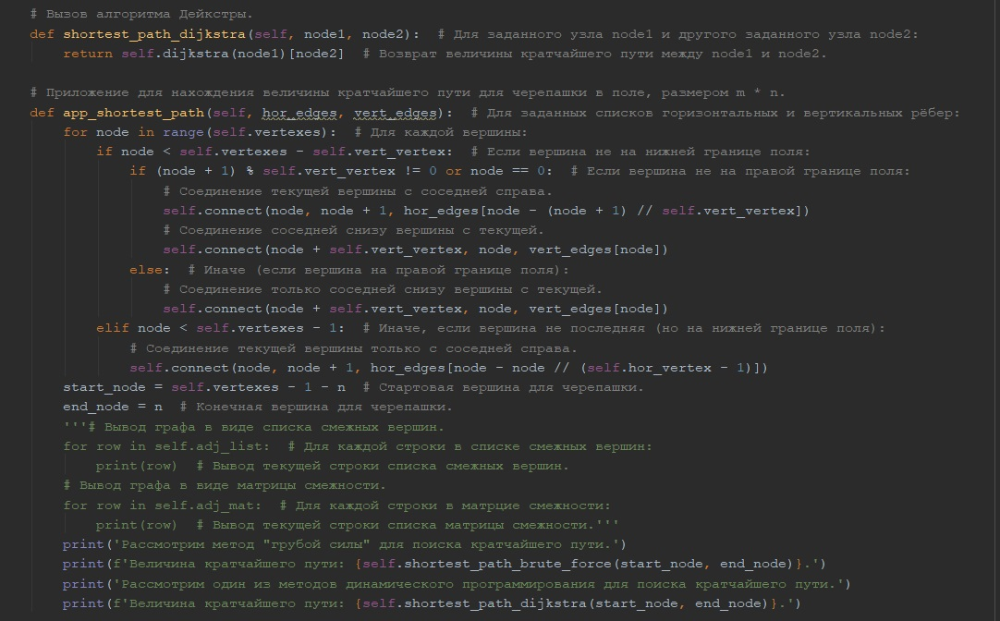 # Вызов алгоритма Дейкстры.
def shortest_path_dijkstra(self, node1, node2):  # Для заданного узла node1 и другого заданного узла node2:
    return self.dijkstra(node1)[node2]  # Возврат величины кратчайшего пути между node1 и node2.

# Приложение для нахождения величины кратчайшего пути для черепашки в поле, размером m * n.
def app_shortest_path(self, hor_edges, vert_edges):  # Для заданных списков горизонтальных и вертикальных рёбер:
    for node in range(self.vertexes):  # Для каждой вершины:
        if node < self.vertexes - self.vert_vertex:  # Если вершина не на нижней границе поля:
            if (node + 1) % self.vert_vertex != 0 or node == 0:  # Если вершина не на правой границе поля:
                # Соединение текущей вершины с соседней справа.
                self.connect(node, node + 1, hor_edges[node - (node + 1) // self.vert_vertex])
                # Соединение соседней снизу вершины с текущей.
                self.connect(node + self.vert_vertex, node, vert_edges[node])
            else:  # Иначе (если вершина на правой границе поля):
                # Соединение только соседней снизу вершины с текущей.
                self.connect(node + self.vert_vertex, node, vert_edges[node])
        elif node < self.vertexes - 1:  # Иначе, если вершина не последняя (но на нижней границе поля):
            # Соединение текущей вершины только с соседней справа.
            self.connect(node, node + 1, hor_edges[node - node // (self.hor_vertex - 1)])
    start_node = self.vertexes - 1 - n  # Стартовая вершина для черепашки.
    end_node = n  # Конечная вершина для черепашки.
    '''# Вывод графа в виде списка смежных вершин.
    for row in self.adj_list:  # Для каждой строки в списке смежных вершин:
        print(row)  # Вывод текущей строки списка смежных вершин.
    # Вывод графа в виде матрицы смежности.
    for row in self.adj_mat:  # Для каждой строки в матрцие смежности:
        print(row)  # Вывод текущей строки списка матрицы смежности.'''
    print('Рассмотрим метод "грубой силы" для поиска кратчайшего пути.')
    print(f'Величина кратчайшего пути: {self.shortest_path_brute_force(start_node, end_node)}.')
    print('Рассмотрим один из методов динамического программирования для поиска кратчайшего пути.')
    print(f'Величина кратчайшего пути: {self.shortest_path_dijkstra(start_node, end_node)}.')